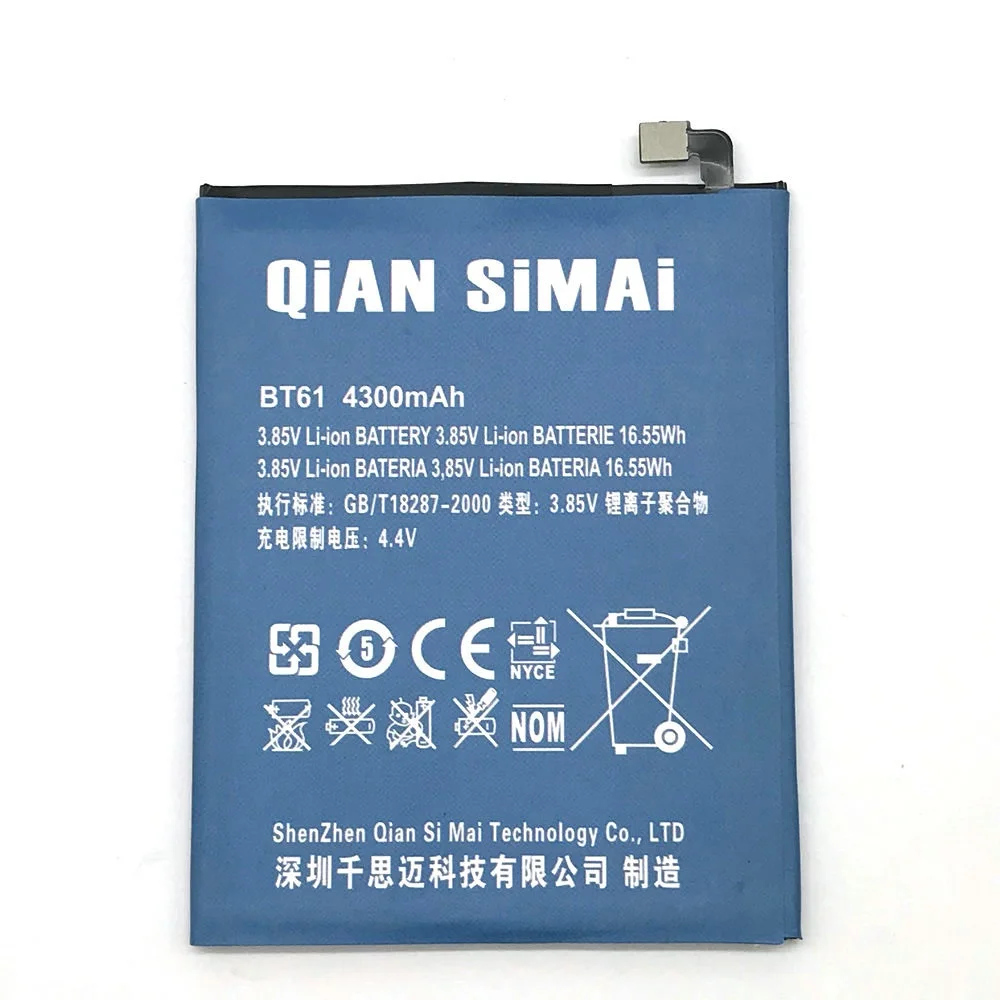 QiAN SiMAi
BT61 4300mAh
3.85V Li-ion BATTERY 3.85V Li-ion BATTERIE 16.55Wh
3.85V Li-ion BATERIA 3,85V Li-ion BATERIA 16.55Wh
执行标准: GB/T18287-2000 类型: 3.85V 锂离子聚合物
充电限制电压: 4.4V
5 CE NYCE
NOM
ShenZhen Qian Si Mai Technology Co., LTD
深圳千思迈科技有限公司 制造